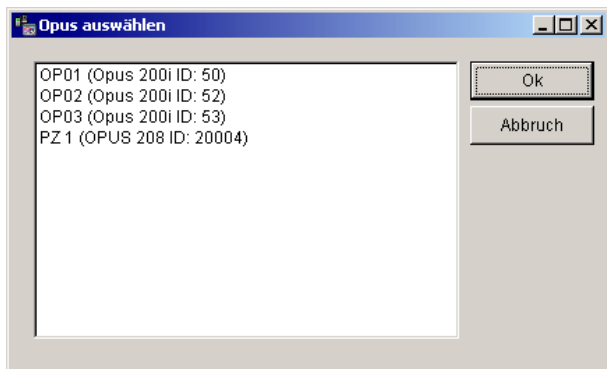 Opus auswählen
OP01 (Opus 200i ID: 50)
OP02 (Opus 200i ID: 52)
OP03 (Opus 200i ID: 53)
PZ 1 (OPUS 208 ID: 20004)
Ok
Abbruch